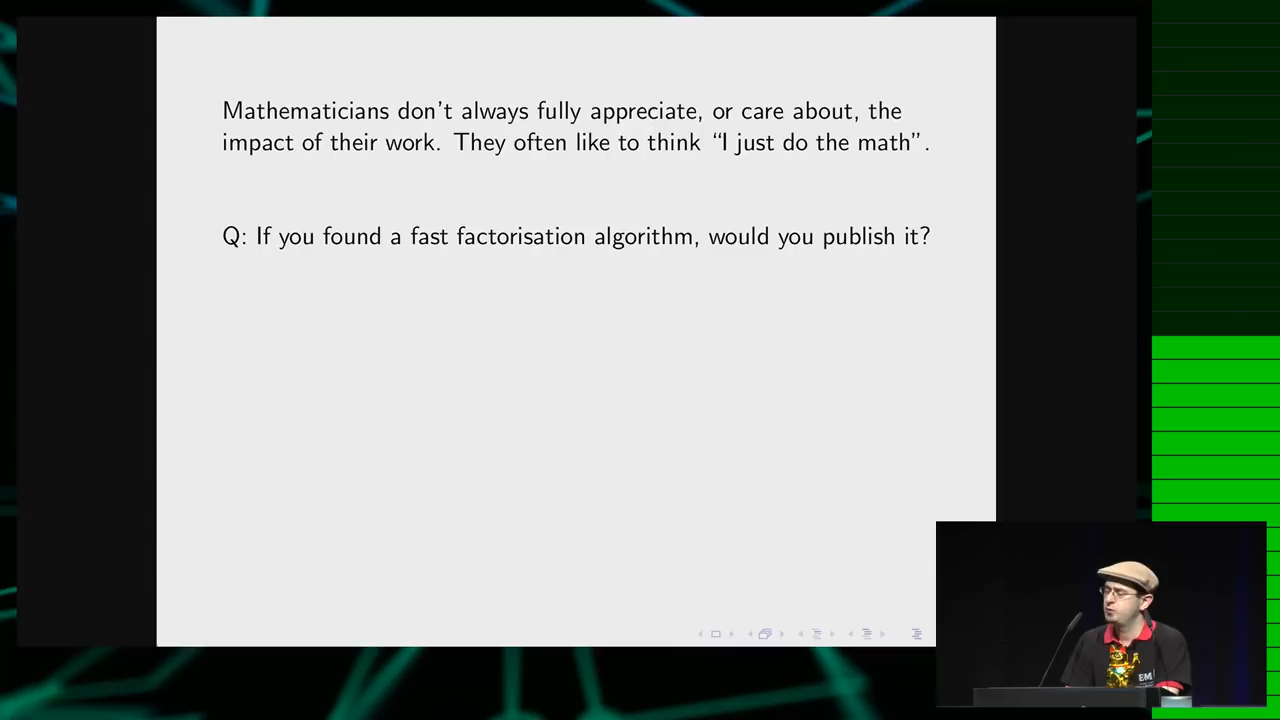 Mathematicians don't always fully appreciate, or care about, the
impact of their work. They often like to think “I just do the math”.
Q: If you found a fast factorisation algorithm, would you publish it?
EM